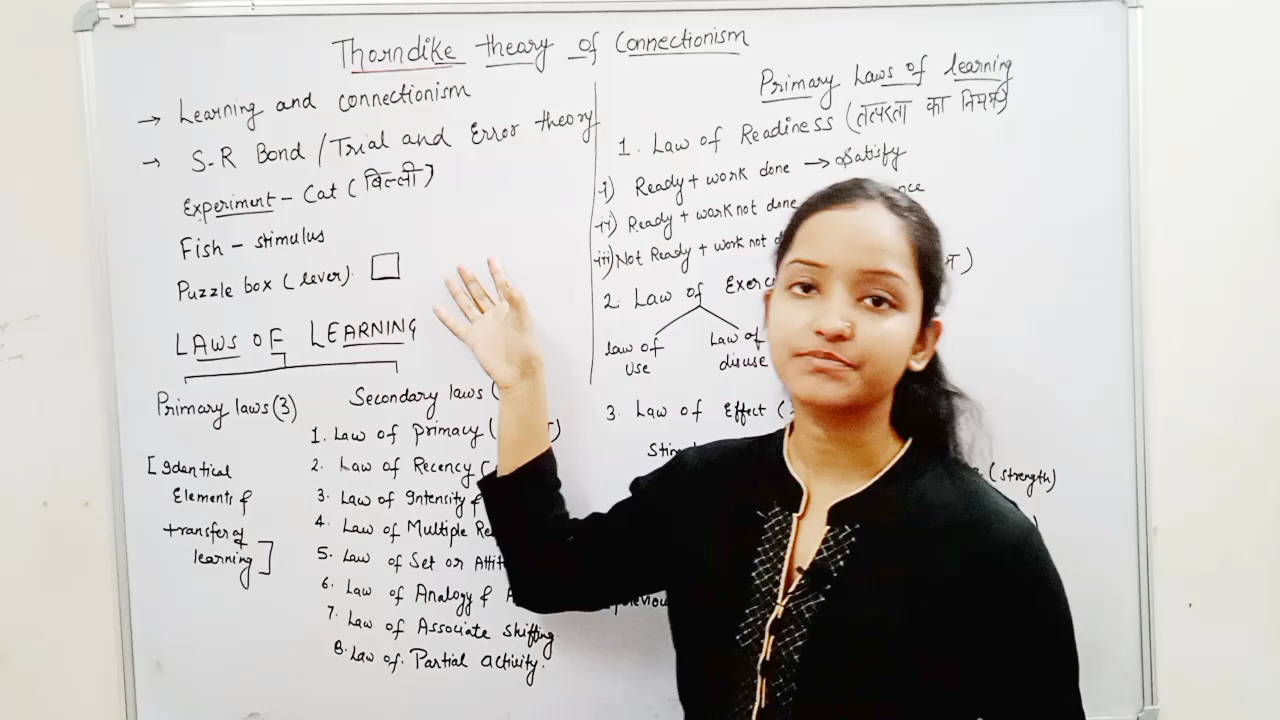 Thorndike theory of Connectionism
→ Learning and connectionism
→ S-R Bond / Trial and Error theory
Experiment - Cat (बिल्ली)
Fish - stimulus
Puzzle box (lever)
LAWS OF LEARNING
Primary laws (3)
[Identical
Elements &
transfer of
learning]
Secondary laws (
1. Law of primacy (
2. Law of Recency (
3. Law of Intensity
4. Law of Multiple
5. Law of Set or
6. Law of Analogy &
7. Law of Associate shifting.
8. Law of. Partial activity.
Primary Laws of learning
1. Law of Readiness (तत्परता का नियम)
i) Ready + work done → Satisfy
ii) Ready + work not done
iii) Not Ready + work not
2. Law of
Law of Use
Law of disuse
3. Law of Effect (
(strength)